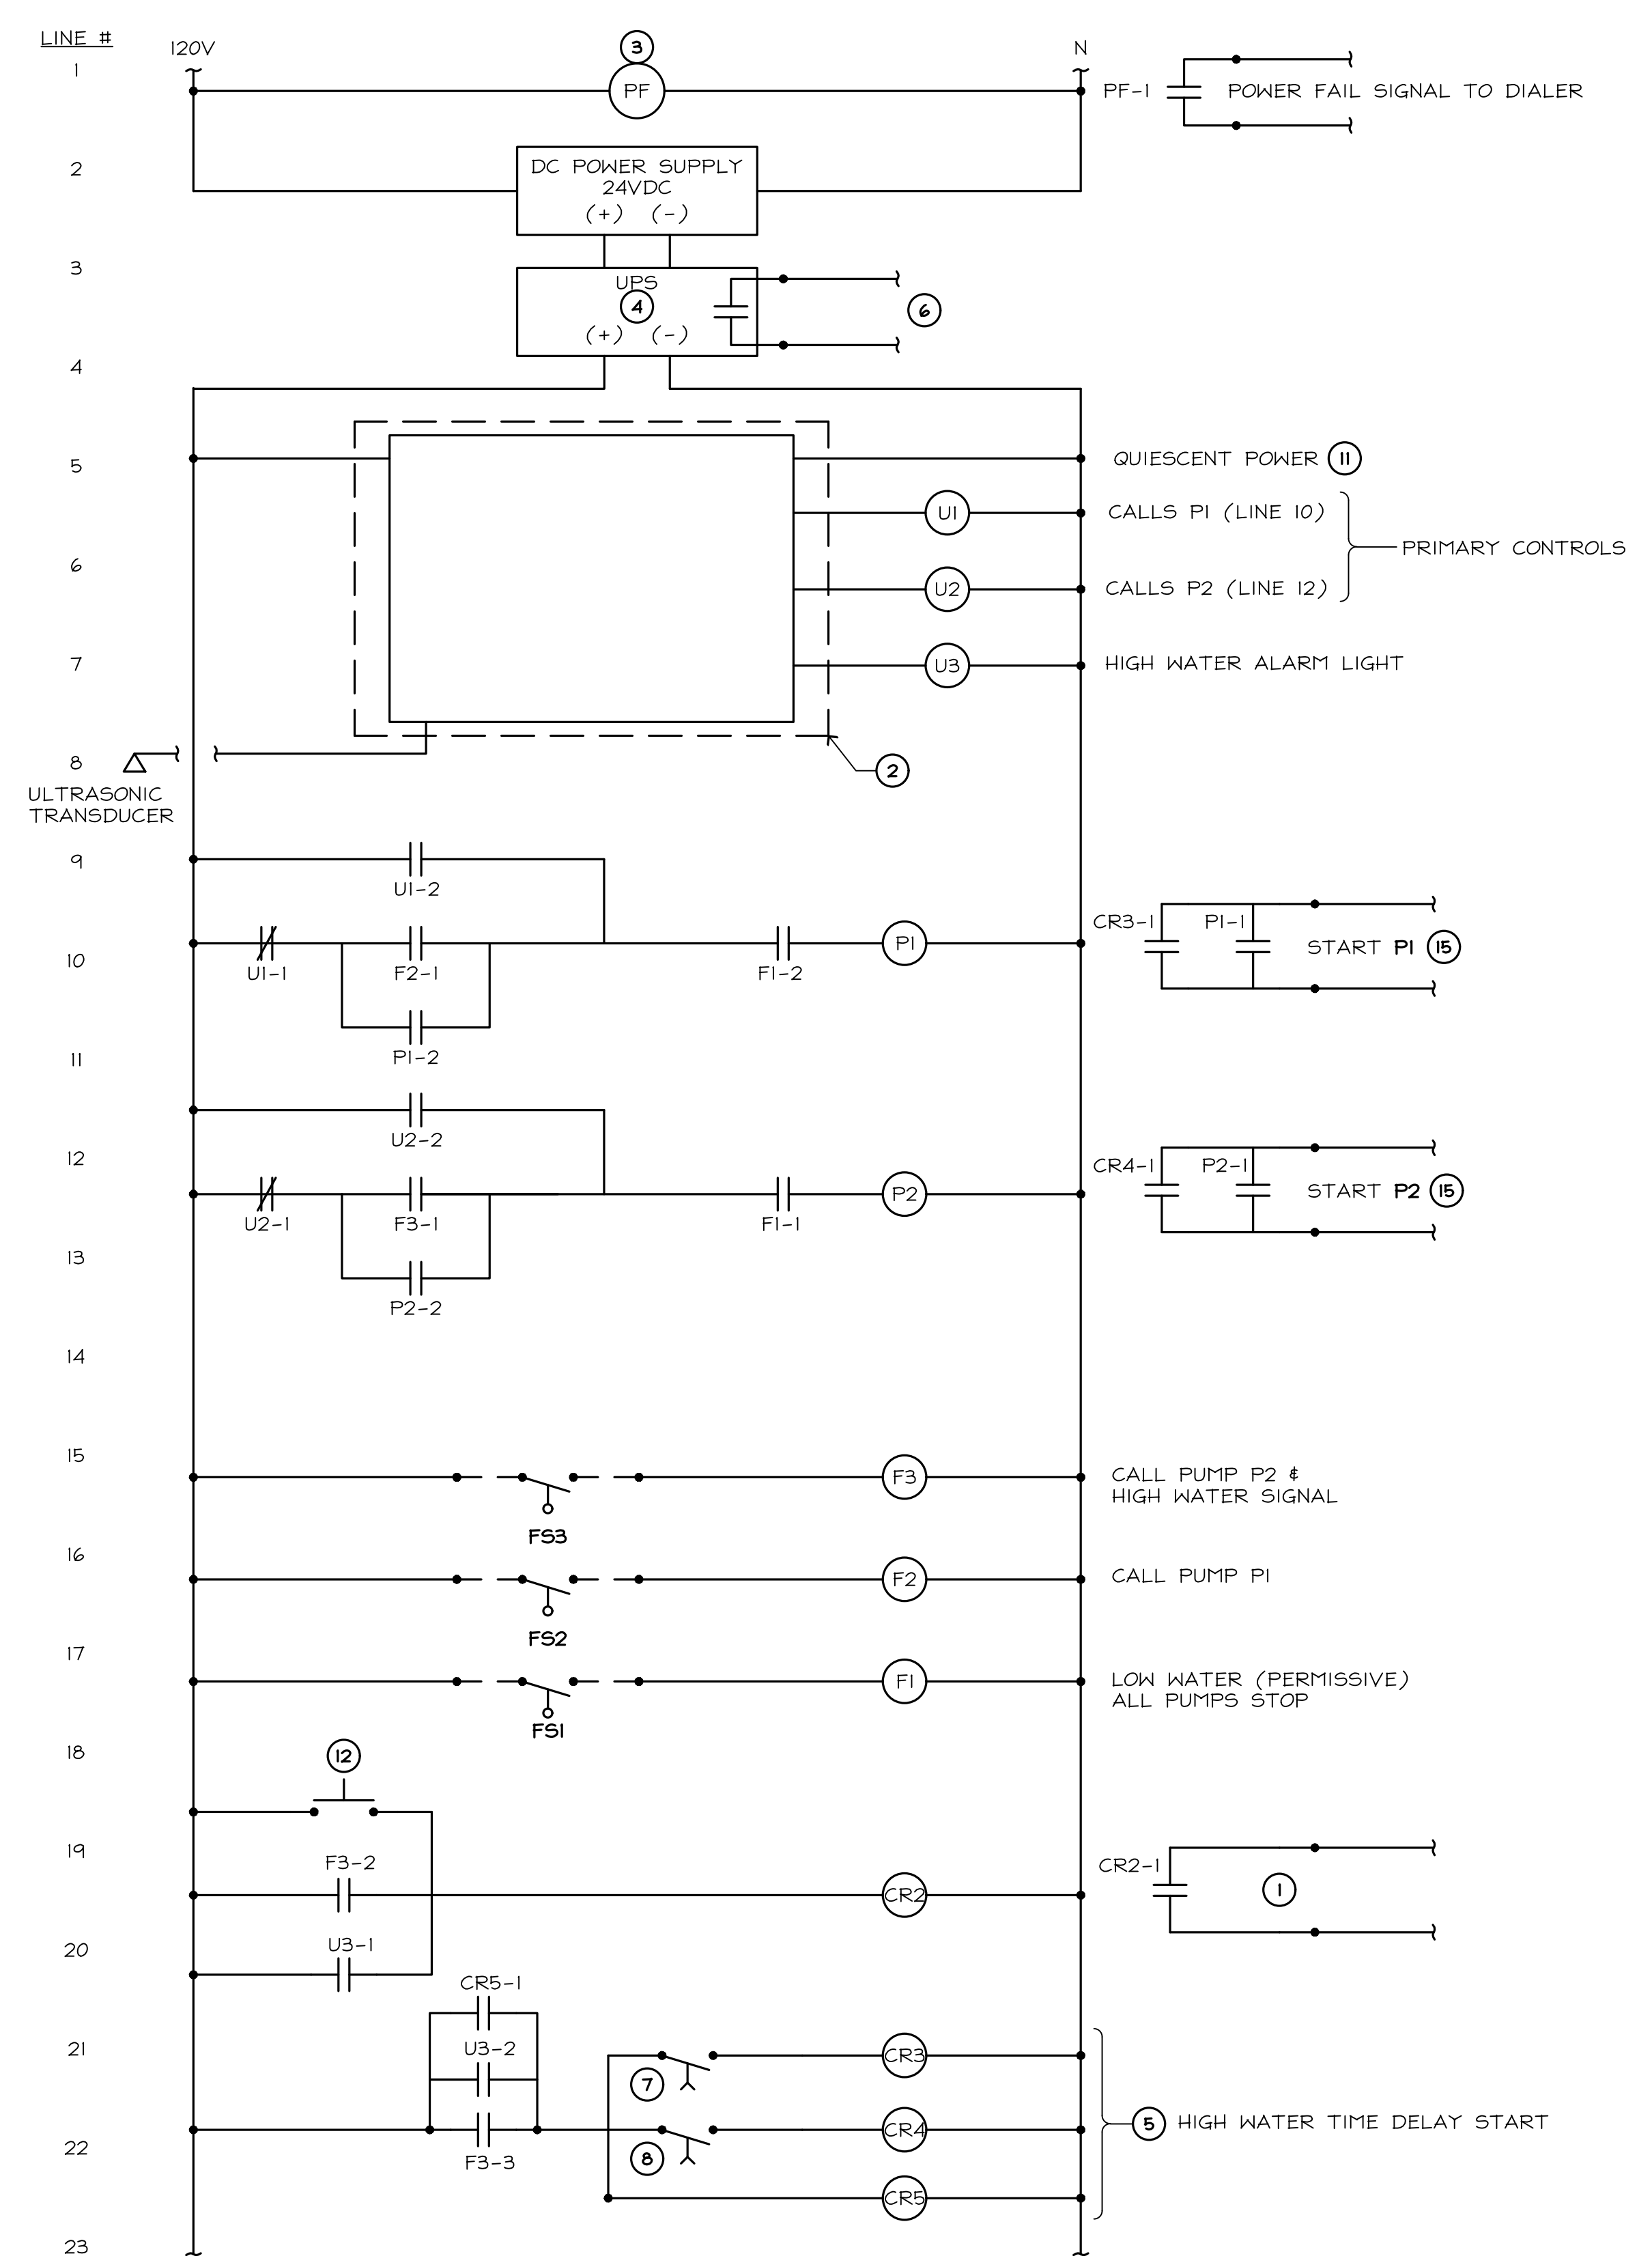 LINE #
120V
3
N
1
PF
PF-1
POWER FAIL SIGNAL TO DIALER
2
DC POWER SUPPLY
24VDC
(+) (-)
3
UPS
4
6
(+) (-)
4
5
QUIESCENT POWER 11
U1
CALLS P1 (LINE 10)
PRIMARY CONTROLS
6
U2
CALLS P2 (LINE 12)
7
U3
HIGH WATER ALARM LIGHT
8
2
ULTRASONIC
TRANSDUCER
9
U1-2
CR3-1
P1-1
P1
START P1 15
10
U1-1
F2-1
F1-2
11
P1-2
U2-2
12
CR4-1
P2-1
P2
START P2 15
U2-1
F3-1
F1-1
13
P2-2
14
15
F3
CALL PUMP P2 &
HIGH WATER SIGNAL
FS3
16
F2
CALL PUMP P1
FS2
17
F1
LOW WATER (PERMISSIVE)
ALL PUMPS STOP
FS1
18
12
19
F3-2
CR2-1
CR2
1
20
U3-1
CR5-1
21
U3-2
CR3
7
22
CR4
5 HIGH WATER TIME DELAY START
F3-3
8
CR5
23